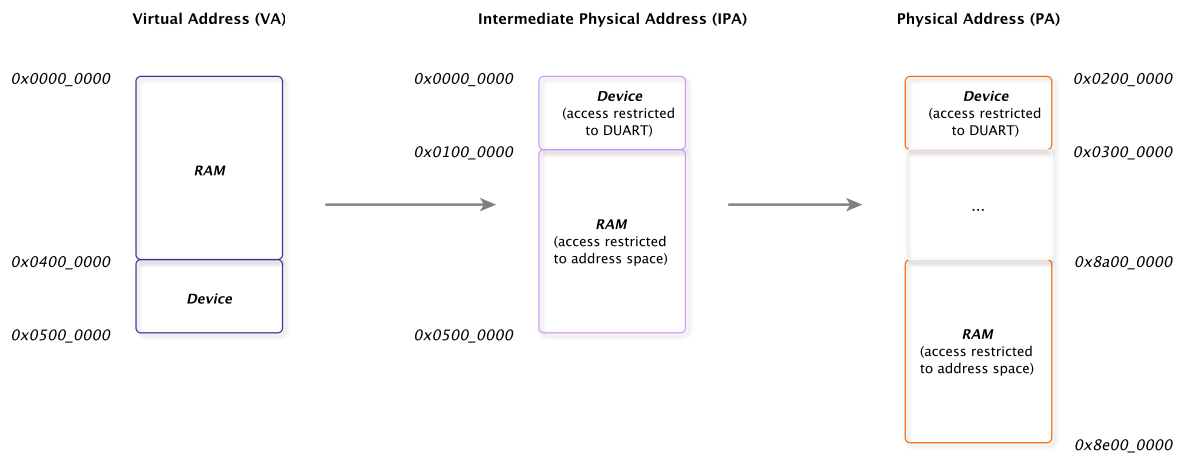 Virtual Address (VA)
Intermediate Physical Address (IPA)
Physical Address (PA)
0x0000_0000
RAM
0x0400_0000
Device
0x0500_0000
0x0000_0000
Device
(access restricted
to DUART)
0x0100_0000
RAM
(access restricted
to address space)
0x0500_0000
0x0200_0000
Device
(access restricted
to DUART)
0x0300_0000
...
0x8a00_0000
RAM
(access restricted
to address space)
0x8e00_0000